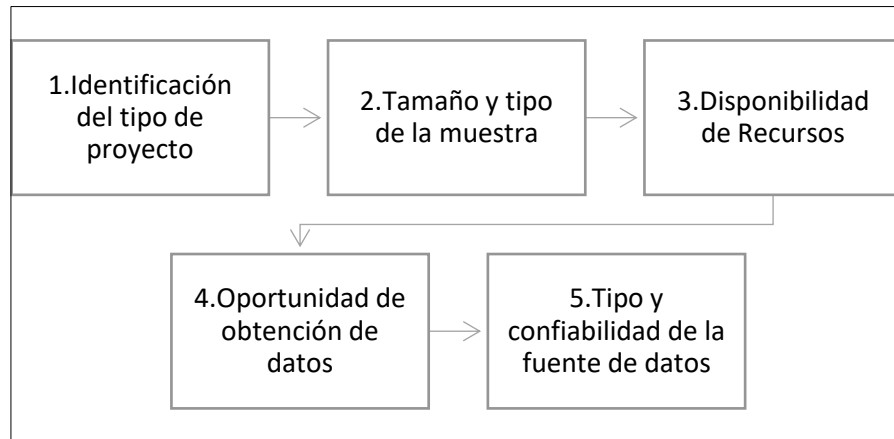 1.Identificación
del tipo de
proyecto
2.Tamaño y tipo
de la muestra
3.Disponibilidad
de Recursos
4.Oportunidad de
obtención de
datos
5.Tipo y
confiabilidad de la
fuente de datos